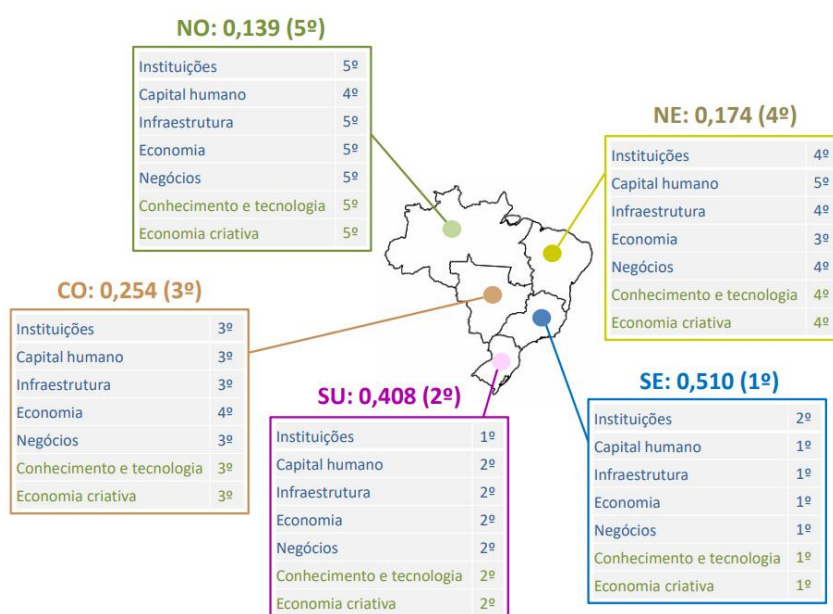 NO: 0,139 (5º)
Instituições 5º
Capital humano 4º
Infraestrutura 5º
Economia 5º
Negócios 5º
Conhecimento e tecnologia 5º
Economia criativa 5º
NE: 0,174 (4º)
Instituições 4º
Capital humano 5º
Infraestrutura 4º
Economia 3º
Negócios 4º
Conhecimento e tecnologia 4º
Economia criativa 4º
CO: 0,254 (3º)
Instituições 3º
Capital humano 3º
Infraestrutura 3º
Economia 4º
Negócios 3º
Conhecimento e tecnologia 3º
Economia criativa 3º
SU: 0,408 (2º)
Instituições 1º
Capital humano 2º
Infraestrutura 2º
Economia 2º
Negócios 2º
Conhecimento e tecnologia 2º
Economia criativa 2º
SE: 0,510 (1º)
Instituições 2º
Capital humano 1º
Infraestrutura 1º
Economia 1º
Negócios 1º
Conhecimento e tecnologia 1º
Economia criativa 1º